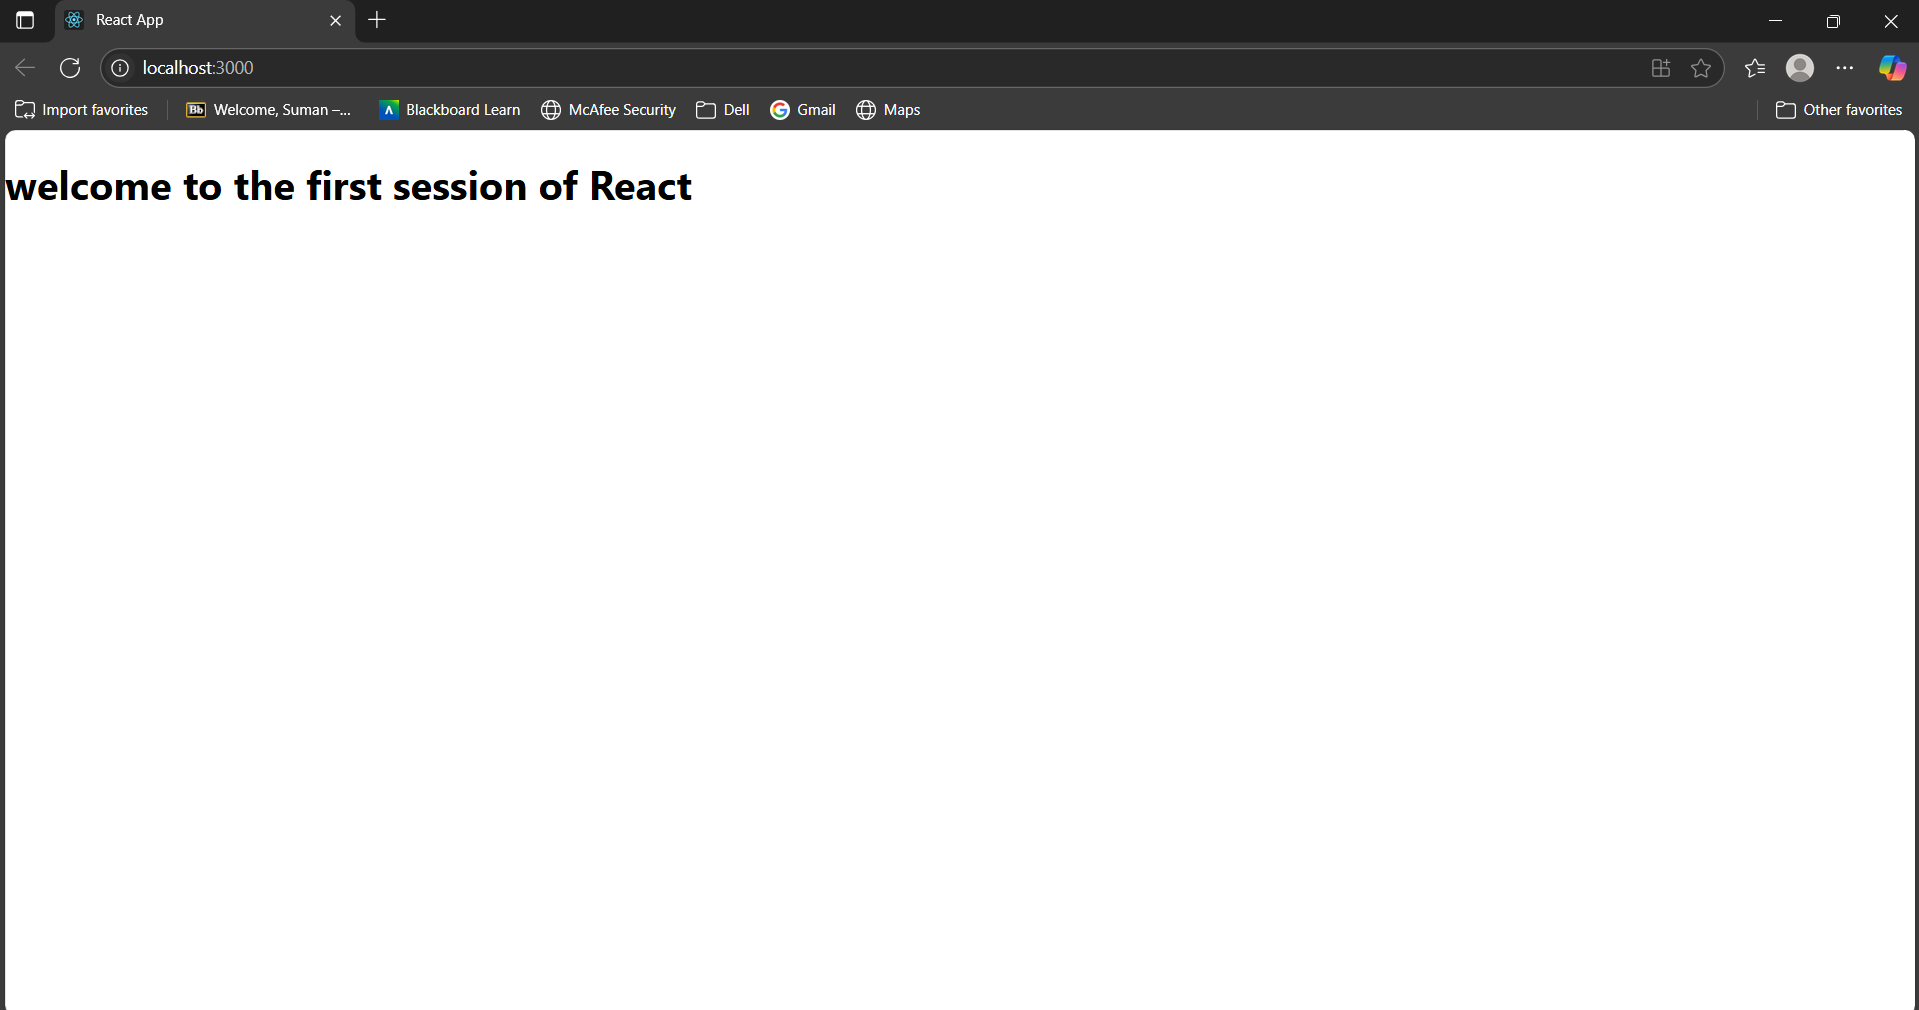 React App
localhost:3000
Import favorites Bb Welcome, Suman –... Blackboard Learn McAfee Security Dell Gmail Maps Other favorites
welcome to the first session of React